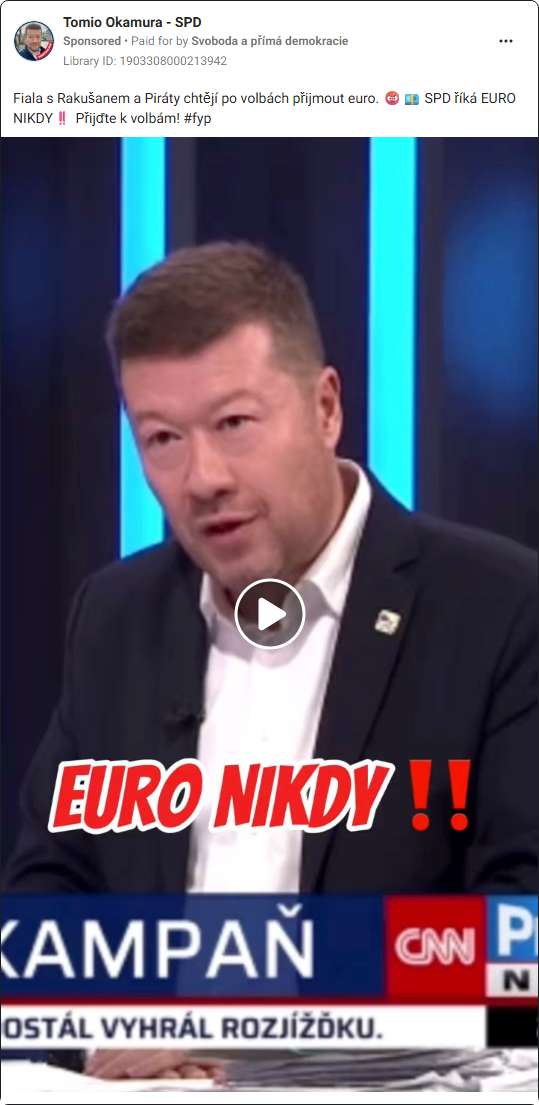 Tomio Okamura - SPD
Sponsored • Paid for by Svoboda a přímá demokracie
Library ID: 1903308000213942
Fiala s Rakušanem a Piráty chtějí po volbách přijmout euro. 😡 💶 SPD říká EURO
NIKDY‼️ Přijďte k volbám! #fyp
EURO NIKDY‼️
KAMPAŇ
CNN
OSTÁL VYHRÁL ROZJÍŽĎKU.